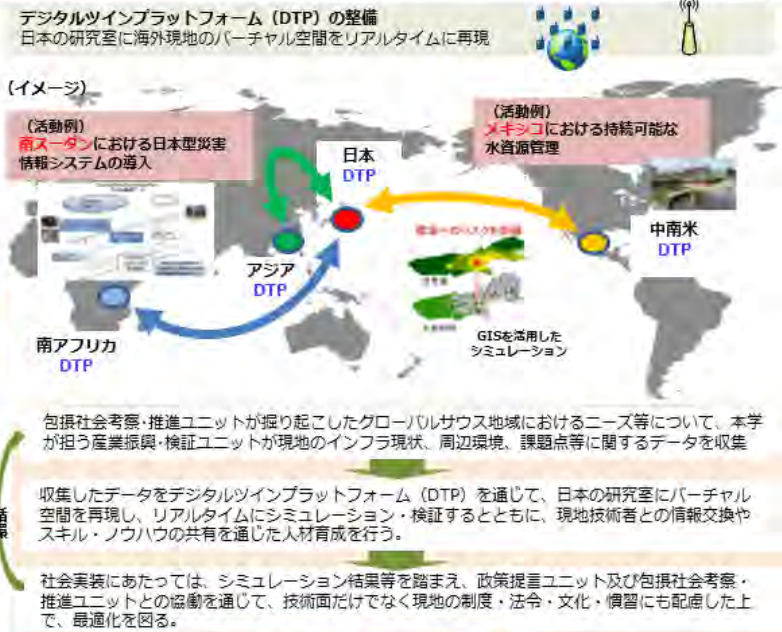 デジタルツインプラットフォーム（DTP）の整備
日本の研究室に海外現地のバーチャル空間をリアルタイムに再現
（イメージ）
（活動例）
南スーダンにおける日本型災害
情報システムの導入
（活動例）
メキシコにおける持続可能な
水資源管理
日本
DTP
中南米
DTP
アジア
DTP
GISを活用した
シミュレーション
南アフリカ
DTP
包摂社会考察・推進ユニットが掘り起こしたグローバルサウス地域におけるニーズ等について、本学
が担う産業振興・検証ユニットが現地のインフラ現状、周辺環境、課題点等に関するデータを収集
収集したデータをデジタルツインプラットフォーム（DTP）を通じて、日本の研究室にバーチャル
空間を再現し、リアルタイムにシミュレーション・検証するとともに、現地技術者との情報交換や
スキル・ノウハウの共有を通じた人材育成を行う。
社会実装にあたっては、シミュレーション結果等を踏まえ、政策提言ユニット及び包摂社会考察・
推進ユニットとの協働を通じて、技術面だけでなく現地の制度・法令・文化・慣習にも配慮した上
で、最適化を図る。